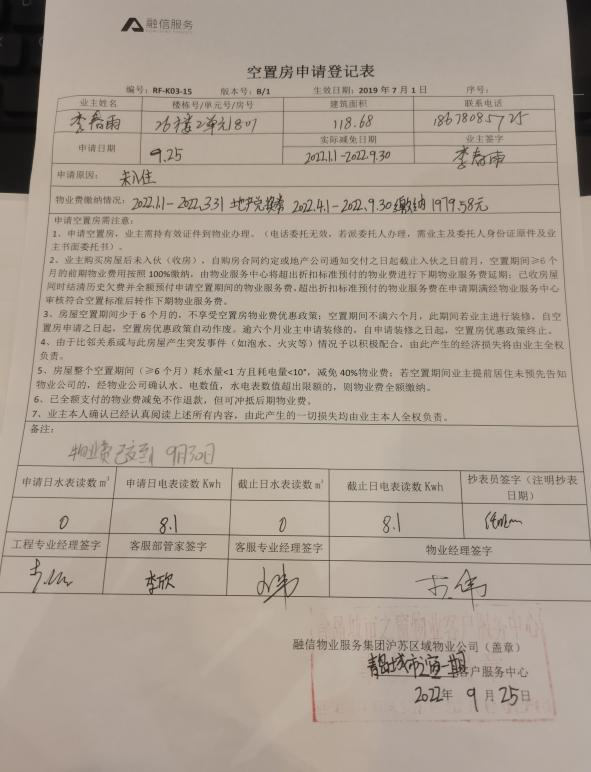 融信服务
空置房申请登记表
编号：RF-K03-15 版本号：B/1 生效日期：2019年7月1日 序号：
业主姓名 楼栋号/单元号/房号 建筑面积 联系电话
李春雨 26楼2单元1807 118.68 18678085725
申请日期 9.25 实际减免日期 业主签字
2022.1.1-2022.9.30 李春雨
申请原因：未入住
物业费缴纳情况：2022.1.1-2022.3.31 地产兑换券 2022.4.1-2022.9.30缴纳1979.58元
申请空置房需注意：
1、申请空置房，业主需持有效证件到物业办理。（电话委托无效，若派委托人办理，需业主及委托人身份证原件及业
主书面委托书）。
2、业主购买房屋后未入伙（收房），自购房合同约定或地产公司通知交付之日起截止入伙之日前，空置期间≥6个
月的前期物业费用按照100%缴纳，由物业服务中心将超出折扣标准预付的物业费进行下期物业服务费延期；已收房屋
同时结清历史欠费并全额预付申请空置期间的物业服务费，超出折扣标准预付的物业服务费在申请期满经物业服务中心
审核符合空置标准后转作下期物业服务费。
3、房屋空置期间少于6个月的，不享受空置房物业费优惠政策；空置期间不满六个月，此期间若业主进行装修，自空
置房申请之日起，空置房优惠政策自动作废。逾六个月业主申请装修的，自申请装修之日起，空置房优惠政策终止。
4、由于比邻关系或与此房屋产生突发事件（如泡水、火灾等）情况予以积极配合，由此产生的经济损失将由业主全权
负责。
5、房屋整个空置期间（≥6个月）耗水量<1方且耗电量<10°，减免40%物业费；若空置期间业主提前居住未预先告知
物业公司的，经物业公司确认水、电数值，水电表数值超出限额的，则物业费全额缴纳。
6、已全额支付的物业费减免不作退款，但可冲抵后期物业费。
7、业主本人确认已经认真阅读上述所有内容，由此产生的一切损失均由业主本人全权负责。
备注：
物业费已交到9月30日
申请日水表读数m³ 申请日电表读数Kwh 截止日水表读数m³ 截止日电表读数Kwh 抄表员签字（注明抄表
日期）
0 8.1 0 8.1
工程专业经理签字 客服部管家签字 客服专业经理签字 物业经理签字
李欣
融信物业服务集团沪苏区域物业公司（盖章）
青岛城市之窗一期客户服务中心
2022年9月25日